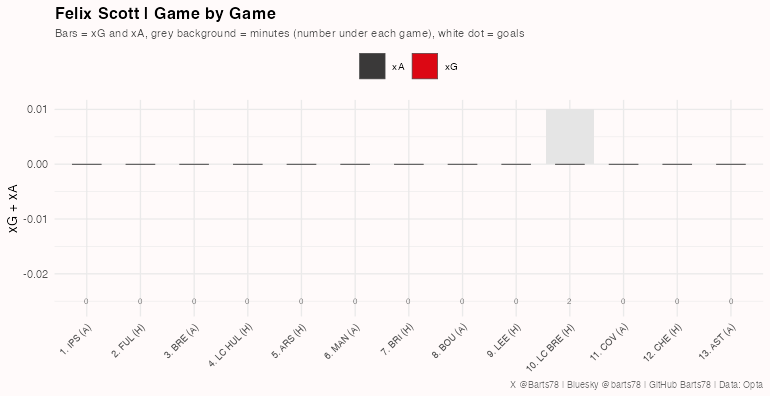 Felix Scott | Game by Game
Bars = xG and xA, grey background = minutes (number under each game), white dot = goals
xA xG
xG + xA
0.01
0.00
-0.01
-0.02
0 0 0 0 0 0 0 0 0 2 0 0 0
1. IPS (A)
2. FUL (H)
3. BRE (A)
4. LC HUL (H)
5. ARS (H)
6. MAN (A)
7. BRI (H)
8. BOU (A)
9. LEE (H)
10. LC BRE (H)
11. COV (A)
12. CHE (H)
13. AST (A)
X @Barts78 | Bluesky @barts78 | GitHub Barts78 | Data: Opta